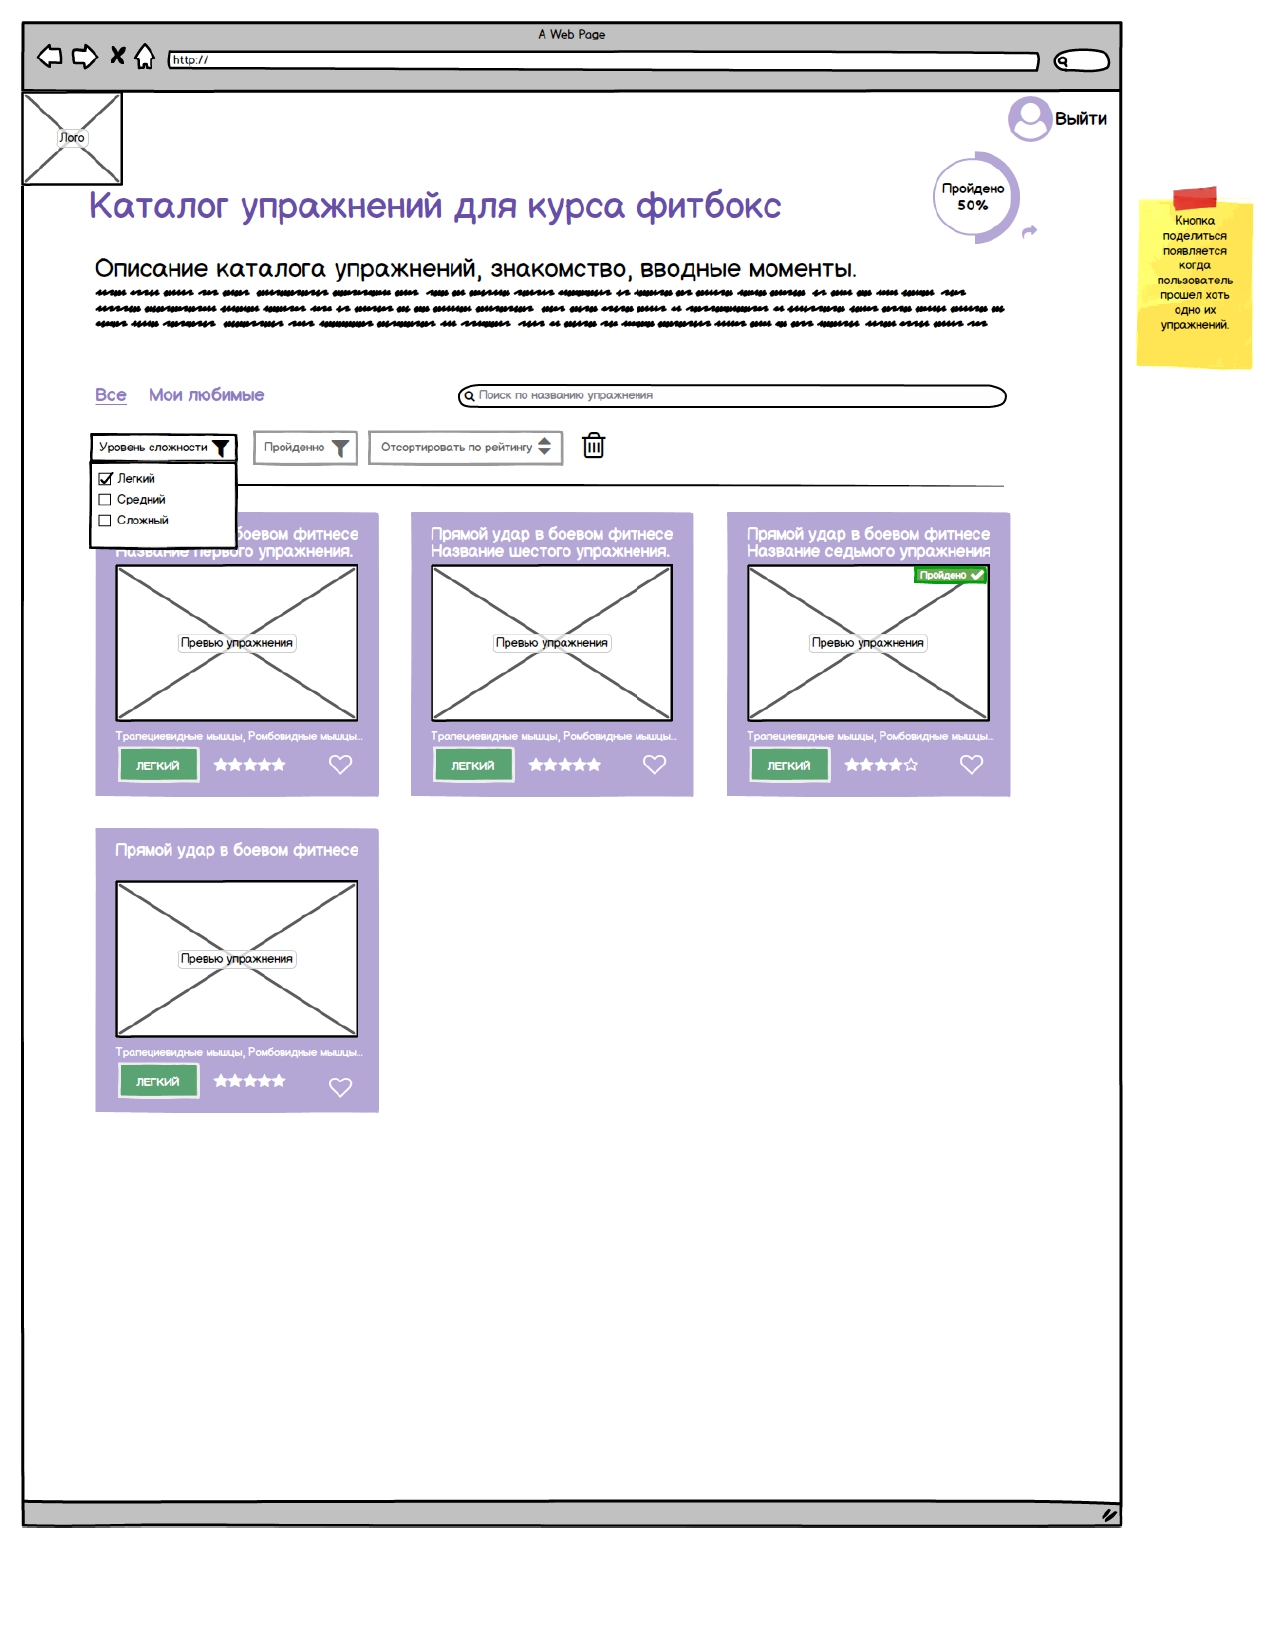 A Web Page
http://
Лого
Выйти
Пройдено
50%
Каталог упражнений для курса фитбокс
Описание каталога упражнений, знакомство, вводные моменты.
Кнопка
поделиться
появляется
когда
пользователь
прошел хоть
одно их
упражнений.
Все Мои любимые
Поиск по названию упражнения
Уровень сложности
Пройденно
Отсортировать по рейтингу
Легкий
Средний
Сложный
боевом фитнесе
Название первого упражнения.
Превью упражнения
Трапециевидные мышцы, Ромбовидные мышцы..
ЛЕГКИЙ
Прямой удар в боевом фитнесе
Название шестого упражнения.
Превью упражнения
Трапециевидные мышцы, Ромбовидные мышцы..
ЛЕГКИЙ
Прямой удар в боевом фитнесе
Название седьмого упражнения
Пройдено
Превью упражнения
Трапециевидные мышцы, Ромбовидные мышцы..
ЛЕГКИЙ
Прямой удар в боевом фитнесе
Превью упражнения
Трапециевидные мышцы, Ромбовидные мышцы..
ЛЕГКИЙ